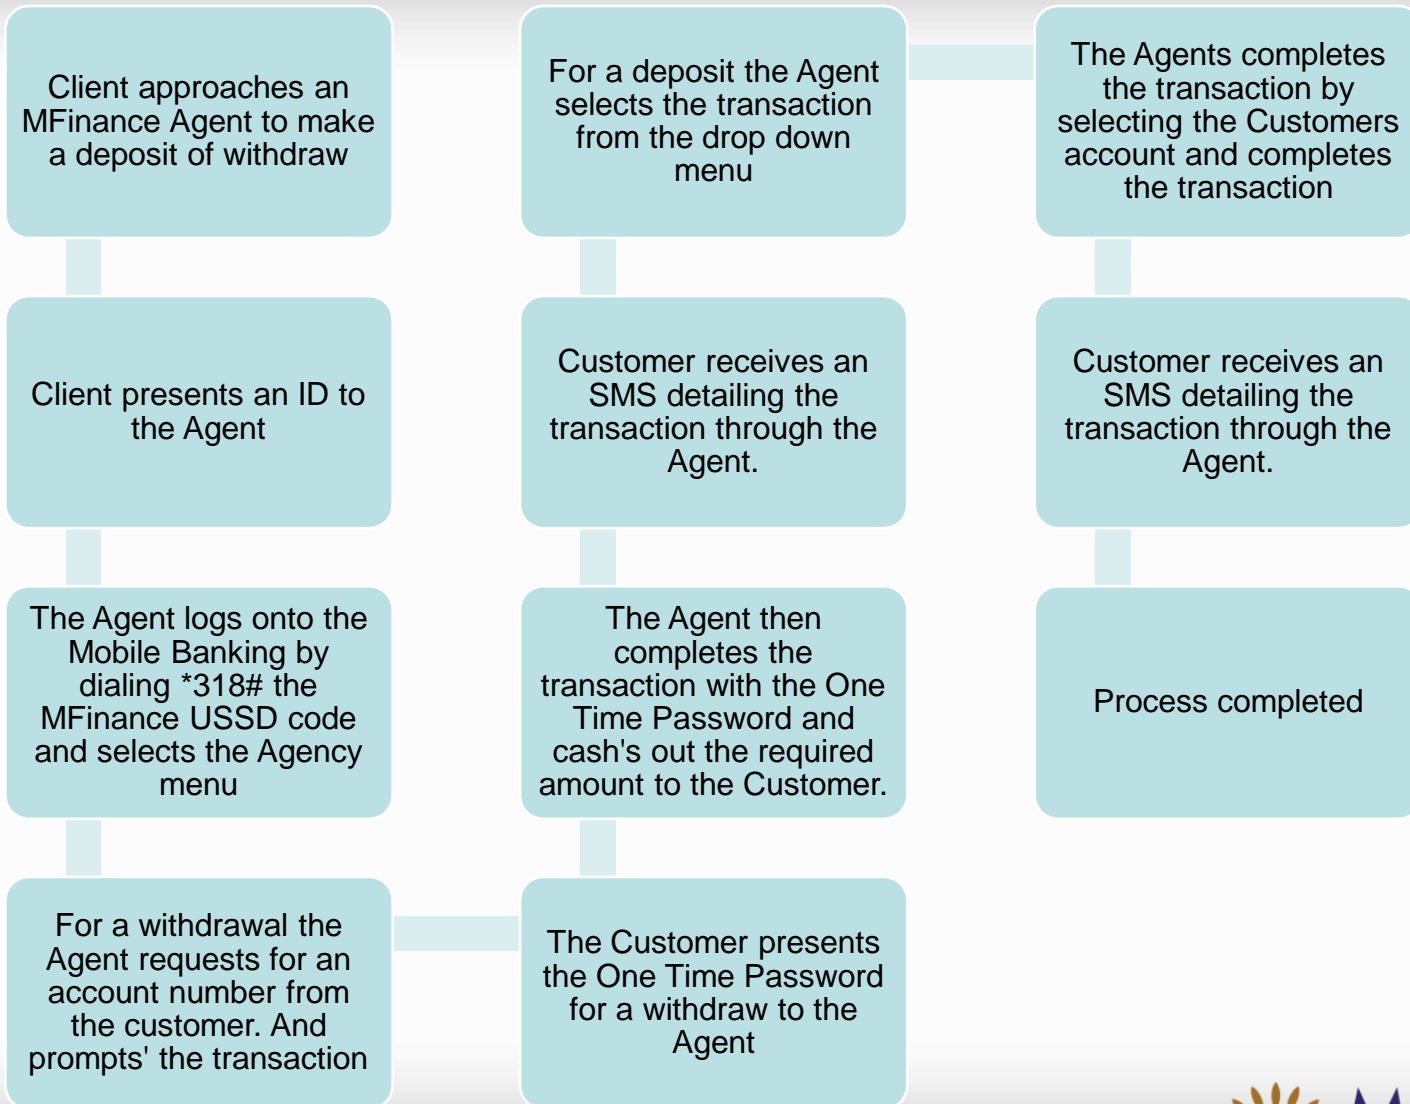 Client approaches an
MFinance Agent to make
a deposit of withdraw
Client presents an ID to
the Agent
The Agent logs onto the
Mobile Banking by
dialing *318# the
MFinance USSD code
and selects the Agency
menu
For a withdrawal the
Agent requests for an
account number from
the customer. And
prompts' the transaction
The Customer presents
the One Time Password
for a withdraw to the
Agent
The Agent then
completes the
transaction with the One
Time Password and
cash's out the required
amount to the Customer.
Customer receives an
SMS detailing the
transaction through the
Agent.
For a deposit the Agent
selects the transaction
from the drop down
menu
The Agents completes
the transaction by
selecting the Customers
account and completes
the transaction
Customer receives an
SMS detailing the
transaction through the
Agent.
Process completed